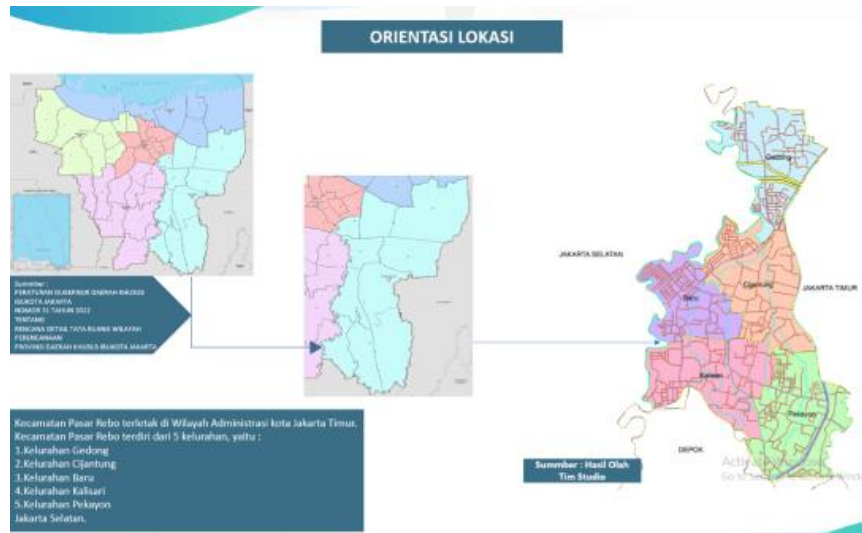 ORIENTASI LOKASI
Summber :
PERATURAN GUBERNUR DAERAH KHUSUS
IBUKOTA JAKARTA
NOMOR 31 TAHUN 2022
TENTANG
RENCANA DETAIL TATA RUANG WILAYAH
PERENCANAAN
PROVINSI DAERAH KHUSUS IBUKOTA JAKARTA
Kecamatan Pasar Rebo terletak di Wilayah Administrasi kota Jakarta Timur.
Kecamatan Pasar Rebo terdiri dari 5 kelurahan, yaitu :
1.Kelurahan Gedong
2.Kelurahan Cijantung
3.Kelurahan Baru
4.Kelurahan Kalisari
5.Kelurahan Pekayon
Jakarta Selatan.
Gedong
JAKARTA SELATAN
Cijantung
JAKARTA TIMUR
Baru
Kalisari
Pekayon
DEPOK
Summber : Hasil Olah
Tim Studio